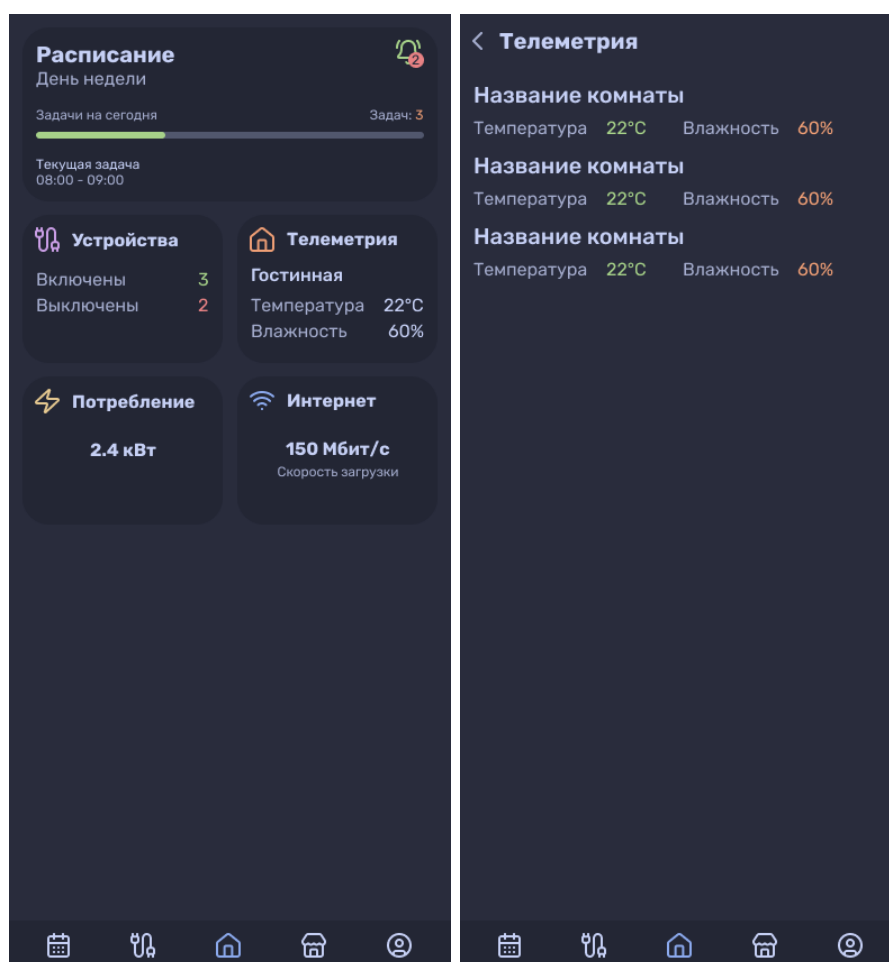 Расписание
День недели
2
Задачи на сегодня
Задач: 3
Текущая задача
08:00 - 09:00
Устройства
Включены 3
Выключены 2
Телеметрия
Гостинная
Температура 22°C
Влажность 60%
Потребление
2.4 кВт
Интернет
150 Мбит/с
Скорость загрузки
Телеметрия
Название комнаты
Температура 22°C Влажность 60%
Название комнаты
Температура 22°C Влажность 60%
Название комнаты
Температура 22°C Влажность 60%